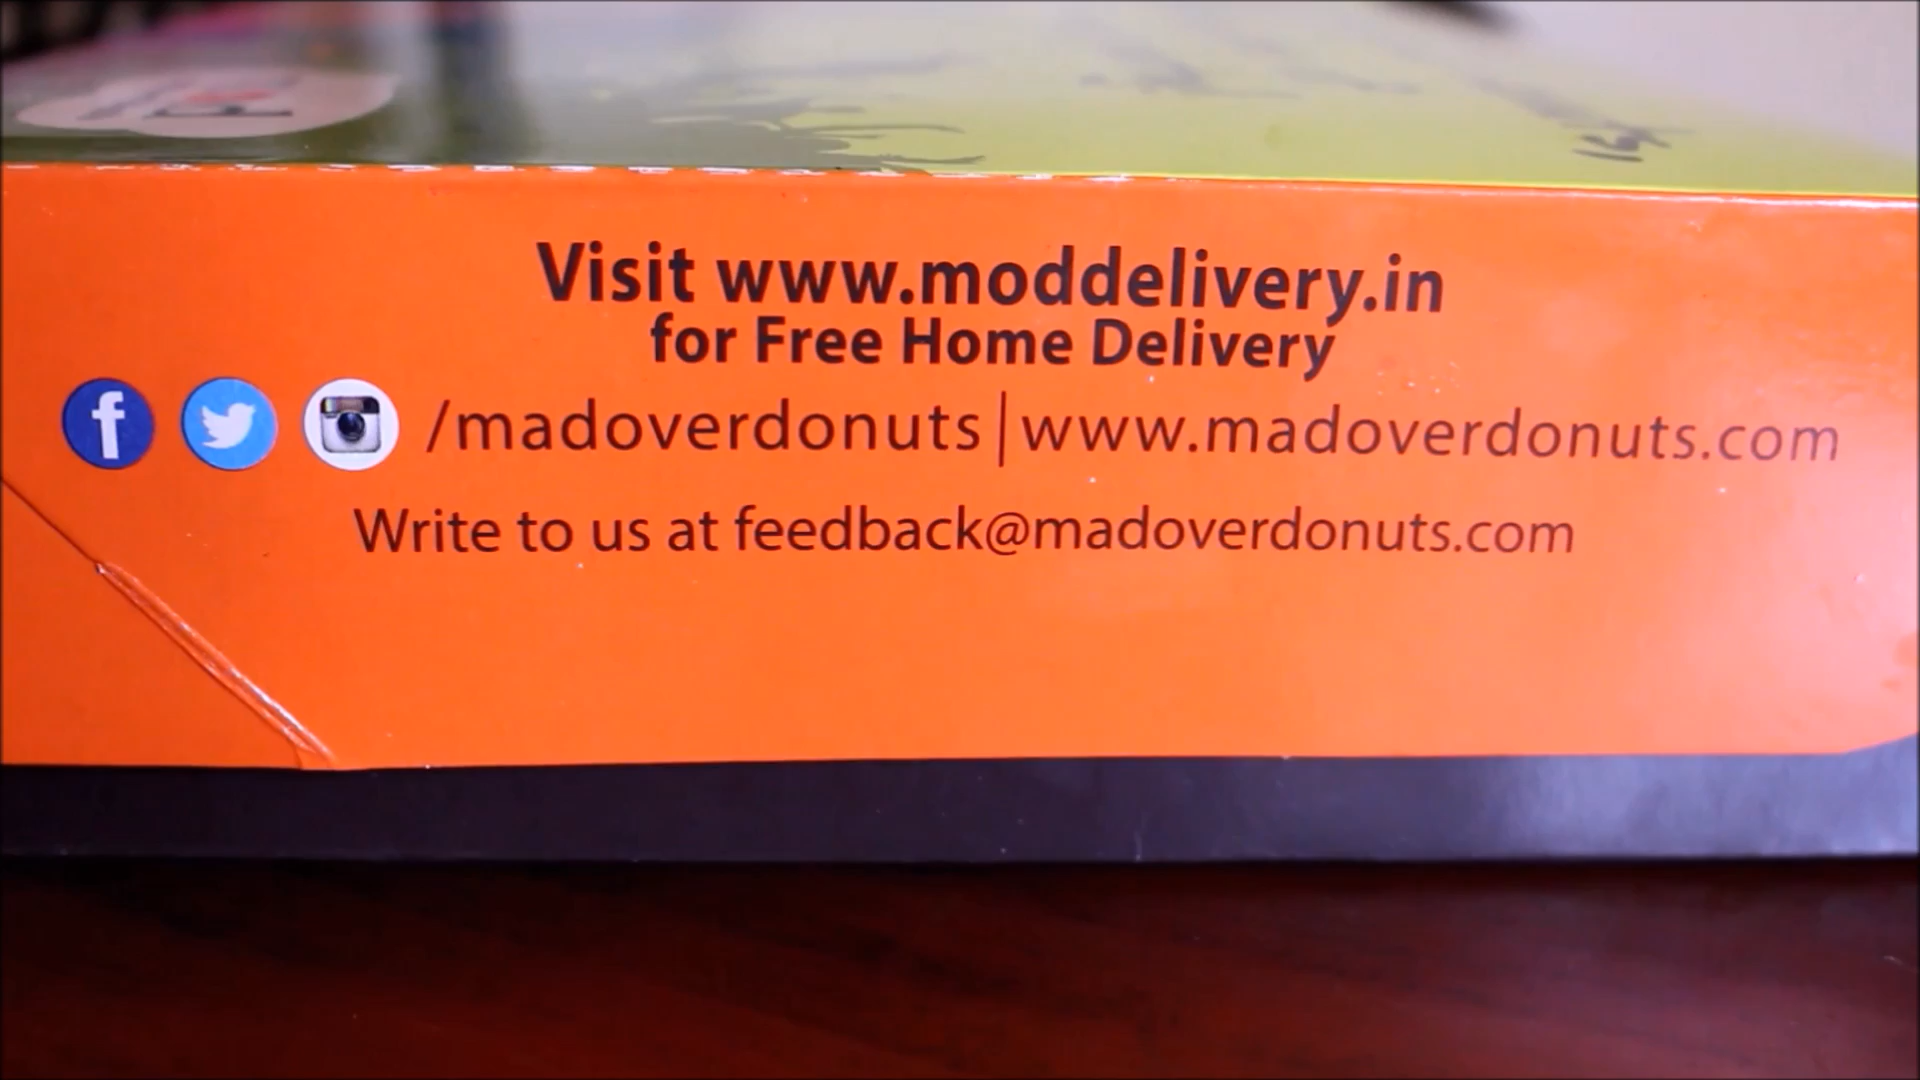 Visit www.moddelivery.in
for Free Home Delivery
/madoverdonuts|www.madoverdonuts.com
Write to us at feedback@madoverdonuts.com